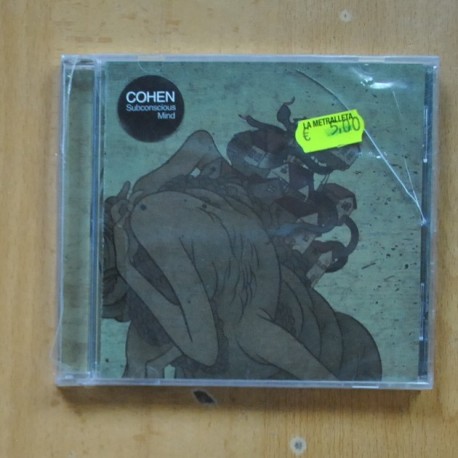 COHEN
Subconscious
Mind
LA METRALLETA
€ 5,00